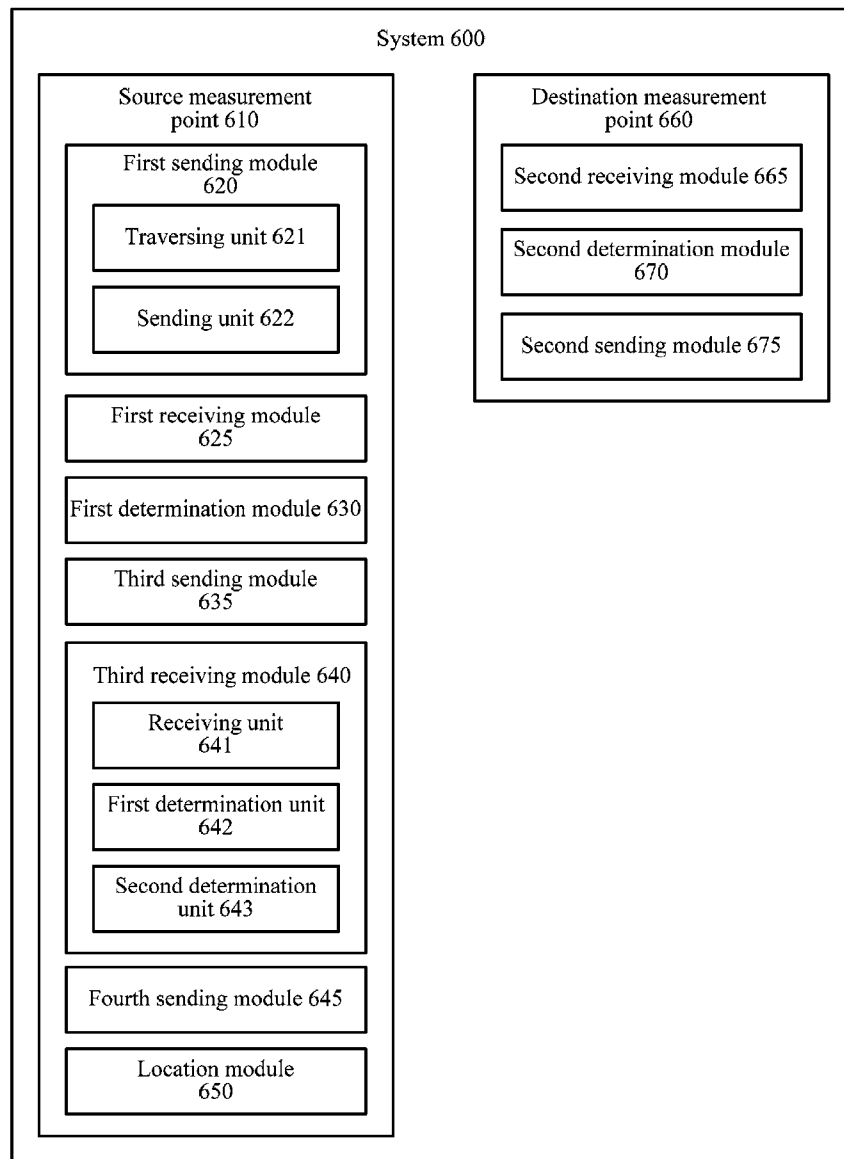 System 600
Source measurement
point 610
First sending module
620
Traversing unit 621
Sending unit 622
First receiving module
625
First determination module 630
Third sending module
635
Third receiving module 640
Receiving unit
641
First determination unit
642
Second determination
unit 643
Fourth sending module 645
Location module
650
Destination measurement
point 660
Second receiving module 665
Second determination module
670
Second sending module 675